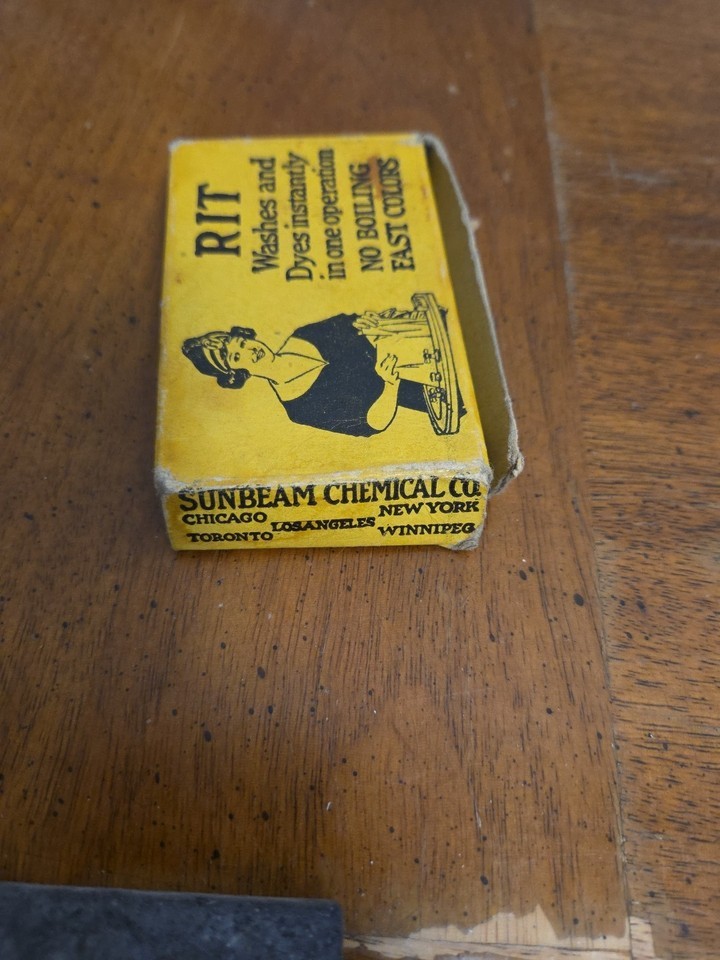 RIT
Washes and
Dyes instantly
in one operation
NO BOILING
FAST COLORS
SUNBEAM CHEMICAL CO.
CHICAGO LOS ANGELES NEW YORK
TORONTO WINNIPEG